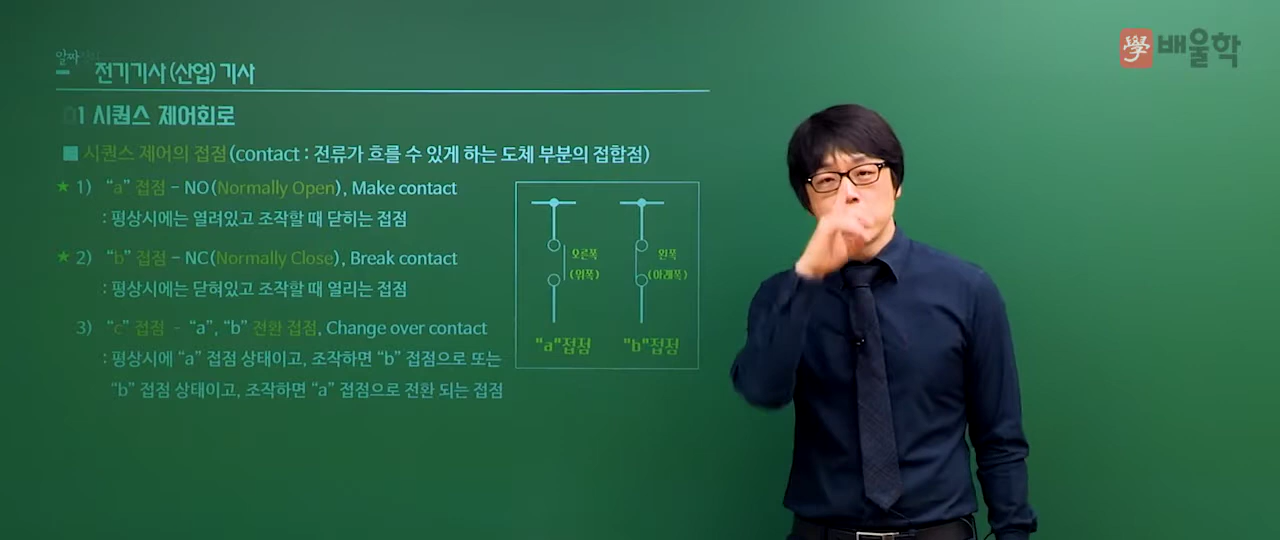 學 배울학
알짜
전기기사(산업)기사
01 시퀀스 제어회로
■ 시퀀스 제어의 접점(contact : 전류가 흐를 수 있게 하는 도체 부분의 접합점)
★ 1) “a” 접점 – NO(Normally Open), Make contact
: 평상시에는 열려있고 조작할 때 닫히는 접점
★ 2) “b” 접점 – NC(Normally Close), Break contact
: 평상시에는 닫혀있고 조작할 때 열리는 접점
3) “c” 접점 – “a”, “b” 전환 접점, Change over contact
: 평상시에 “a” 접점 상태이고, 조작하면 “b” 접점으로 또는
“b” 접점 상태이고, 조작하면 “a” 접점으로 전환 되는 접점
오른쪽
(위쪽)
왼쪽
(아래쪽)
“a”접점
“b”접점